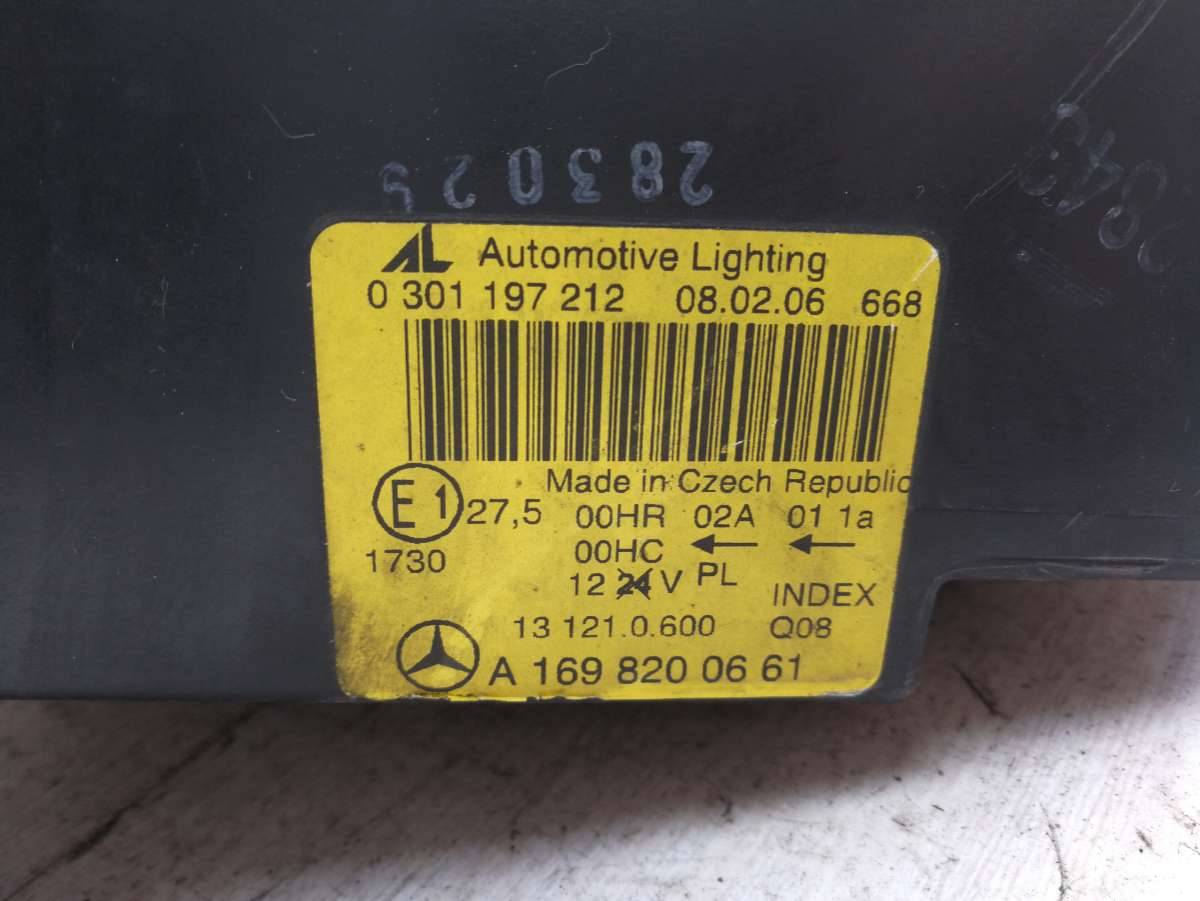 283025
AL Automotive Lighting
0 301 197 212 08.02.06 668
Made in Czech Republic
E1 27,5 00HR 02A 01 1a
1730 00HC ← ←
12 24 V PL
INDEX
13 121.0.600 Q08
A 169 820 06 61